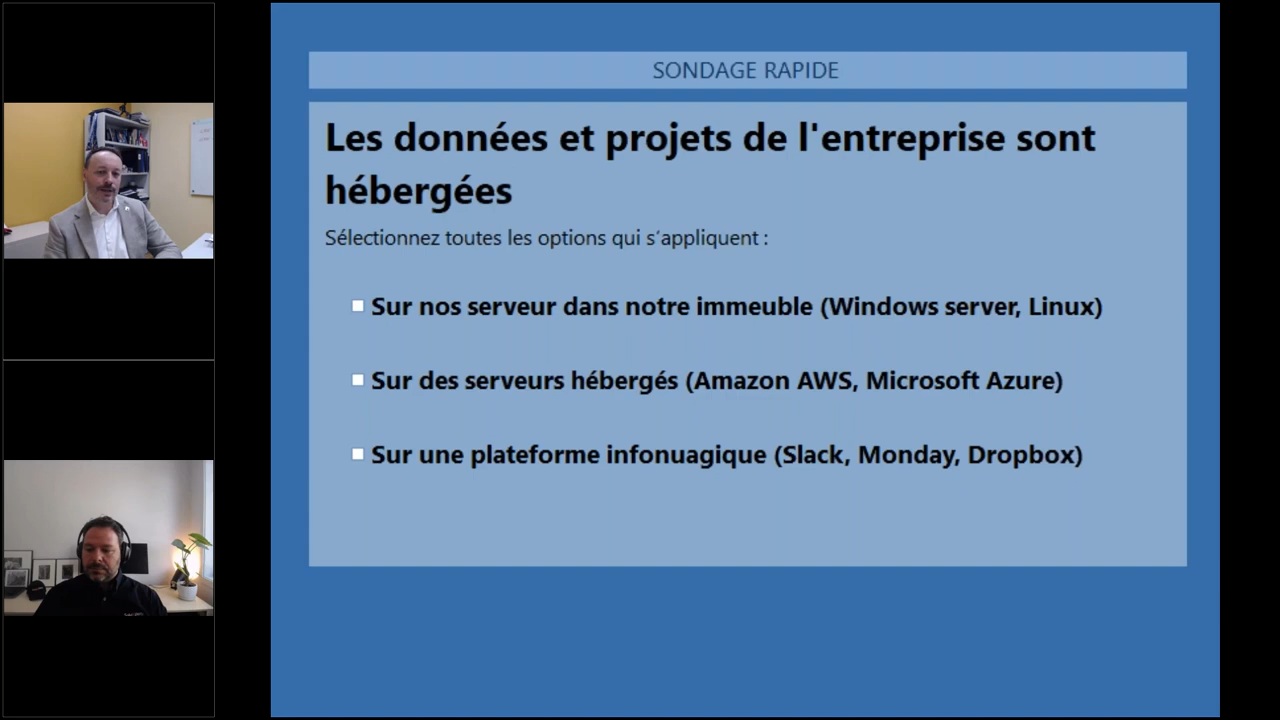 SONDAGE RAPIDE
Les données et projets de l'entreprise sont
hébergées
Sélectionnez toutes les options qui s'appliquent :
Sur nos serveur dans notre immeuble (Windows server, Linux)
Sur des serveurs hébergés (Amazon AWS, Microsoft Azure)
Sur une plateforme infonuagique (Slack, Monday, Dropbox)